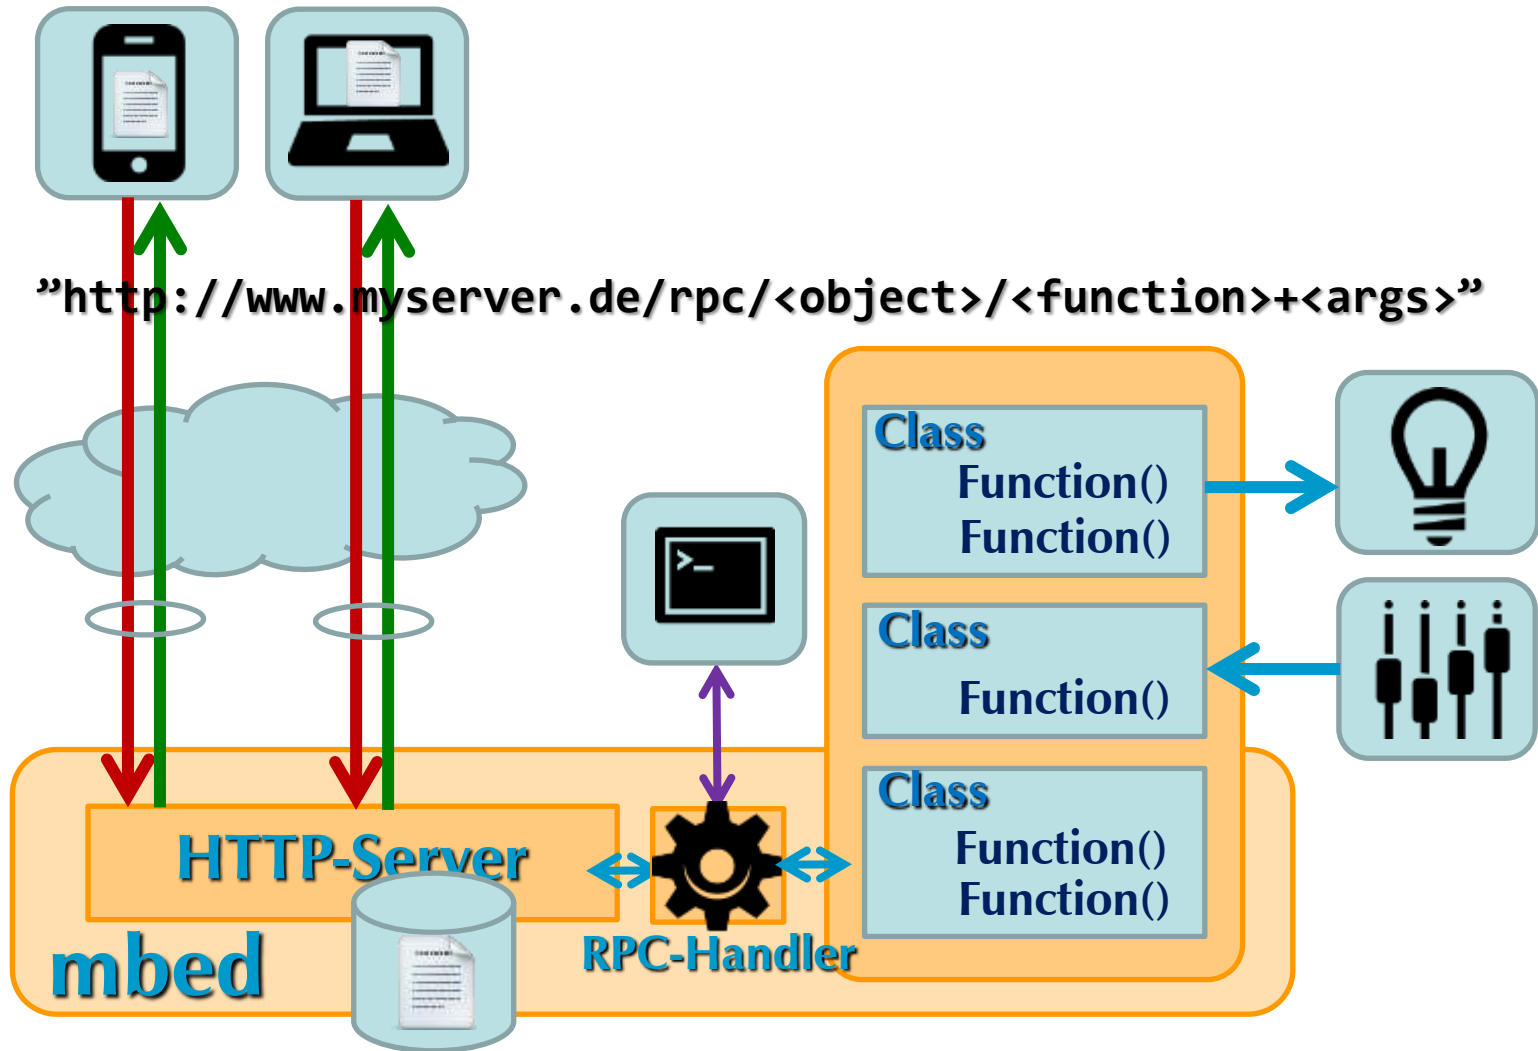 ”http://www.myserver.de/rpc/<object>/<function>+<args>”
Class
Function()
Function()
>_
Class
Function()
Class
Function()
Function()
HTTP-Server
RPC-Handler
mbed